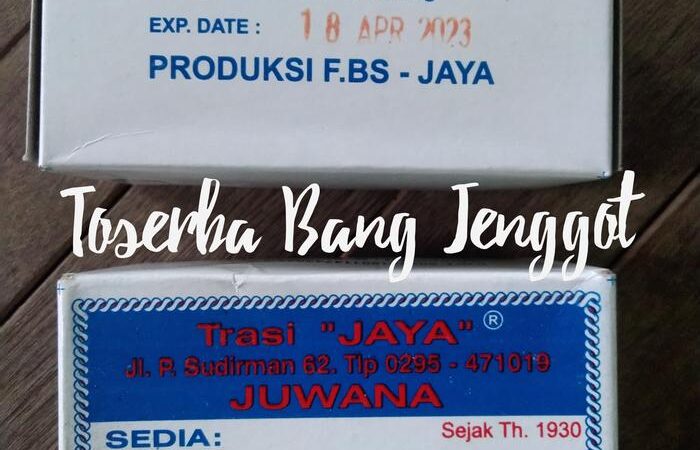 EXP. DATE : 18 APR 2023
PRODUKSI F.BS - JAYA
Toserba Bang Jenggot
Trasi "JAYA" ®
Jl. P. Sudirman 62. Tlp 0295 - 471019
JUWANA
SEDIA:
Sejak Th. 1930